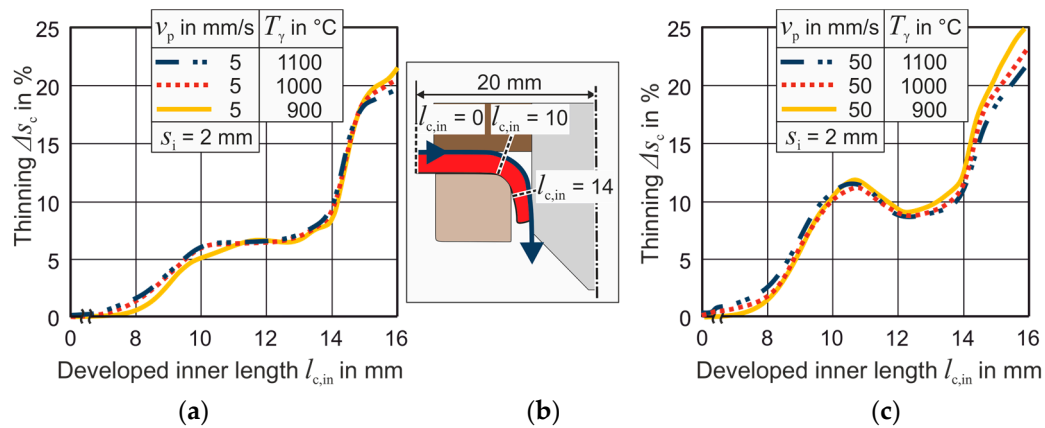 v_p in mm/s T_γ in °C
5 1100
5 1000
5 900
s_i = 2 mm
25
20
15
10
5
0
Thinning Δs_c in %
0 8 10 12 14 16
Developed inner length l_c,in in mm
(a)
20 mm
l_c,in = 0 l_c,in = 10
l_c,in = 14
(b)
v_p in mm/s T_γ in °C
50 1100
50 1000
50 900
s_i = 2 mm
25
20
15
10
5
0
Thinning Δs_c in %
0 8 10 12 14 16
Developed inner length l_c,in in mm
(c)